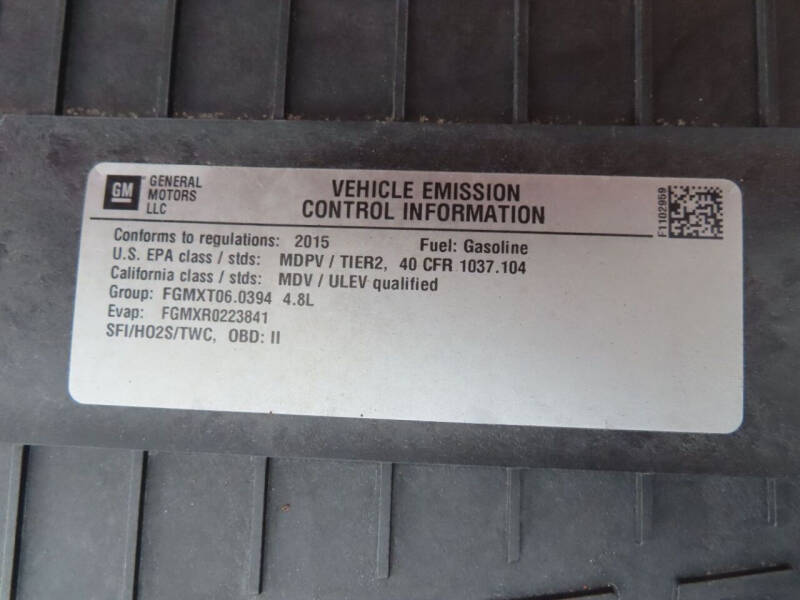 GM
GENERAL
MOTORS
LLC
VEHICLE EMISSION
CONTROL INFORMATION
F1102959
Conforms to regulations: 2015 Fuel: Gasoline
U.S. EPA class / stds: MDPV / TIER2, 40 CFR 1037.104
California class / stds: MDV / ULEV qualified
Group: FGMXT06.0394 4.8L
Evap: FGMXR0223841
SFI/HO2S/TWC, OBD: II